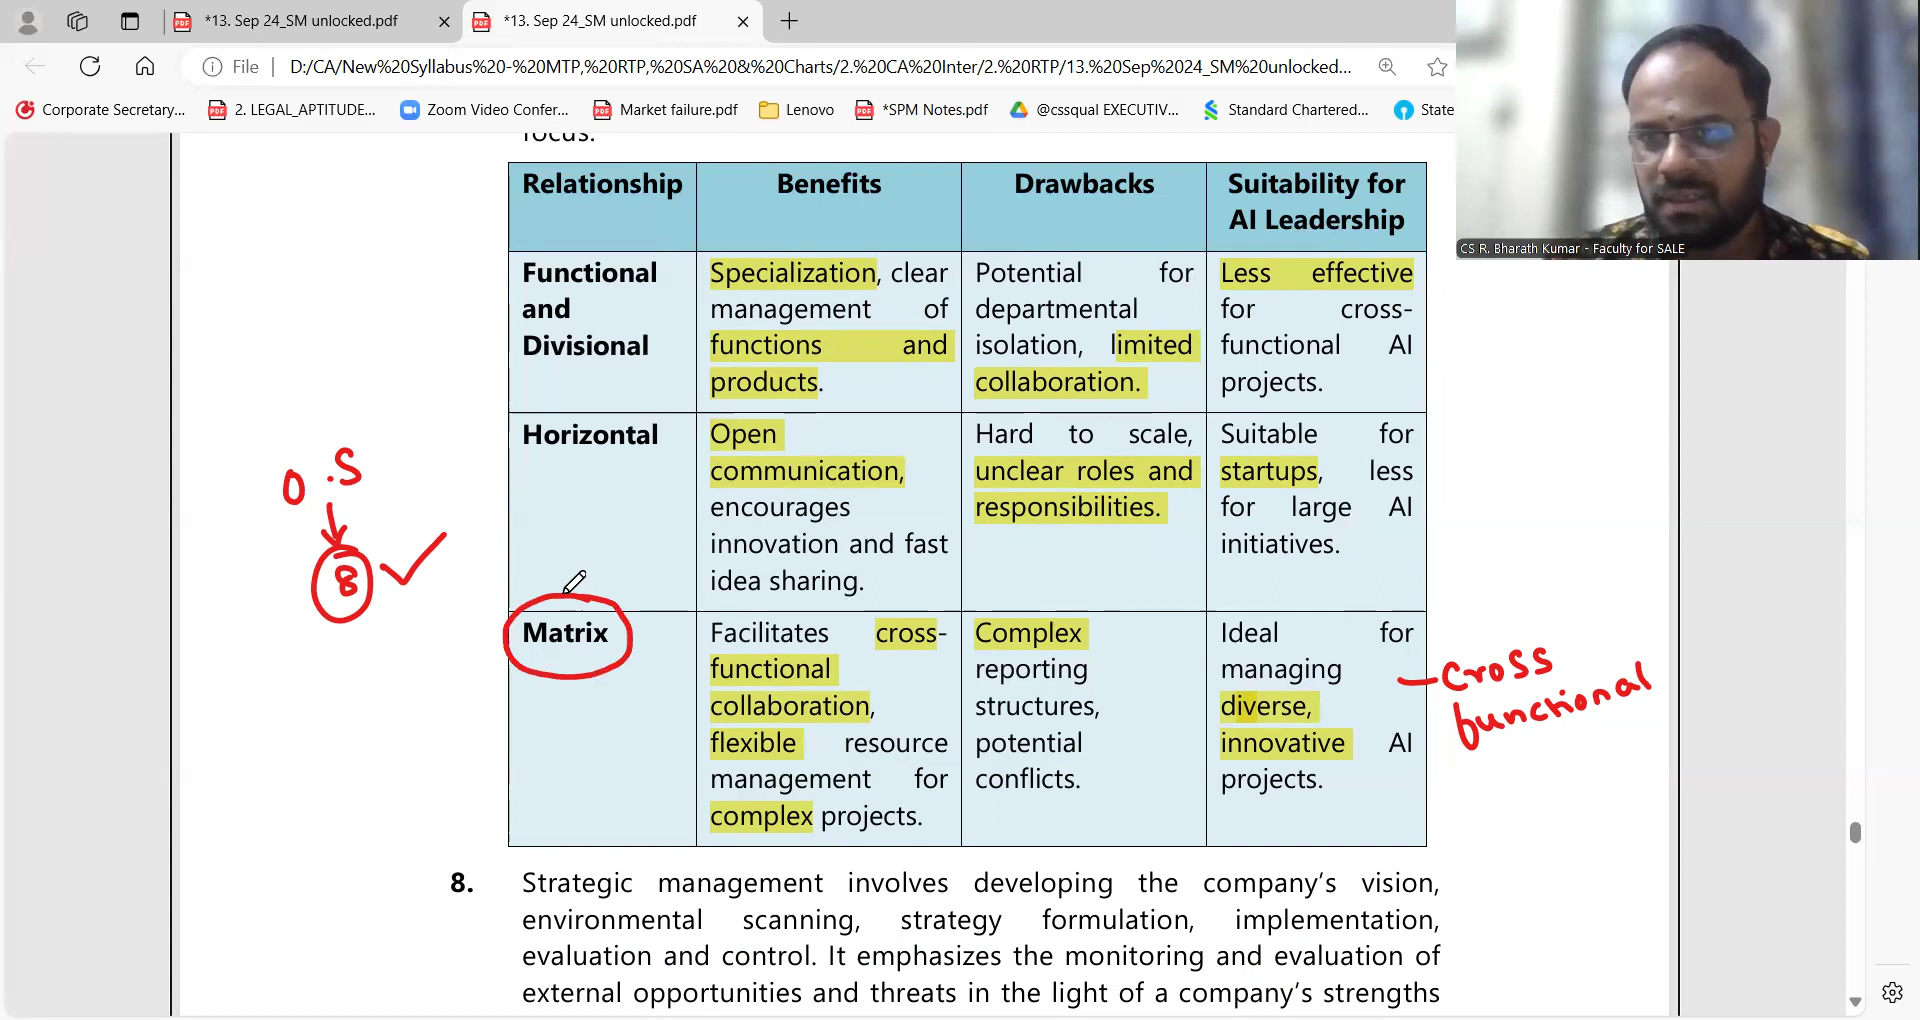 *13. Sep 24_SM unlocked.pdf
*13. Sep 24_SM unlocked.pdf
File
D:/CA/New%20Syllabus%20-%20MTP,%20RTP,%20SA%20&%20Charts/2.%20CA%20Inter/2.%20RTP/13.%20Sep%2024_SM%20unlocked...
Corporate Secretary...
2. LEGAL_APTITUDE...
Zoom Video Confer...
Market failure.pdf
Lenovo
*SPM Notes.pdf
@cssqual EXECUTIV...
Standard Chartered...
State
CS R. Bharath Kumar - Faculty for SALE
focus.
Relationship
Benefits
Drawbacks
Suitability for
AI Leadership
Functional
and
Divisional
Specialization, clear
management of
functions and
products.
Potential for
departmental
isolation, limited
collaboration.
Less effective
for cross-
functional AI
projects.
Horizontal
Open
communication,
encourages
innovation and fast
idea sharing.
Hard to scale,
unclear roles and
responsibilities.
Suitable for
startups, less
for large AI
initiatives.
Matrix
Facilitates cross-
functional
collaboration,
flexible resource
management for
complex projects.
Complex
reporting
structures,
potential
conflicts.
Ideal for
managing
diverse,
innovative AI
projects.
O.S
8
Cross
functional
8. Strategic management involves developing the company's vision,
environmental scanning, strategy formulation, implementation,
evaluation and control. It emphasizes the monitoring and evaluation of
external opportunities and threats in the light of a company's strengths